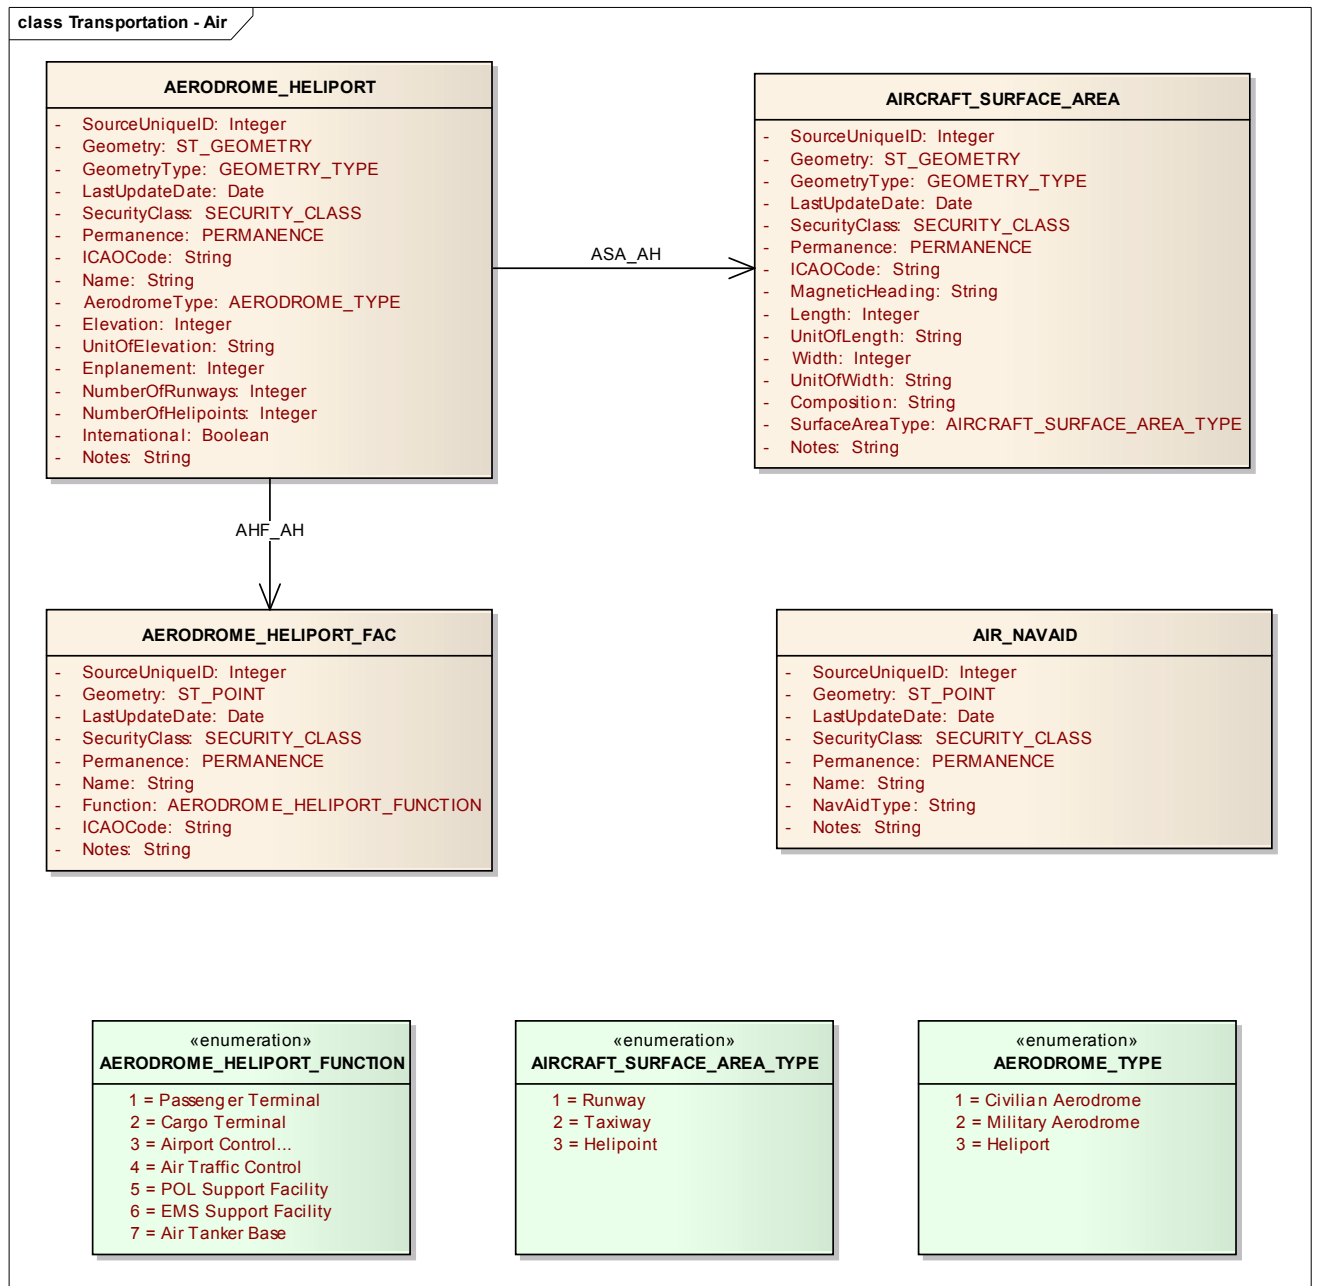 class Transportation - Air
AERODROME_HELIPORT
- SourceUniqueID: Integer
- Geometry: ST_GEOMETRY
- GeometryType: GEOMETRY_TYPE
- LastUpdateDate: Date
- SecurityClass: SECURITY_CLASS
- Permanence: PERMANENCE
- ICAOCode: String
- Name: String
- AerodromeType: AERODROME_TYPE
- Elevation: Integer
- UnitOfElevation: String
- Enplanement: Integer
- NumberOfRunways: Integer
- NumberOfHelipoints: Integer
- International: Boolean
- Notes: String
ASA_AH
AIRCRAFT_SURFACE_AREA
- SourceUniqueID: Integer
- Geometry: ST_GEOMETRY
- GeometryType: GEOMETRY_TYPE
- LastUpdateDate: Date
- SecurityClass: SECURITY_CLASS
- Permanence: PERMANENCE
- ICAOCode: String
- MagneticHeading: String
- Length: Integer
- UnitOfLength: String
- Width: Integer
- UnitOfWidth: String
- Composition: String
- SurfaceAreaType: AIRCRAFT_SURFACE_AREA_TYPE
- Notes: String
AHF_AH
AERODROME_HELIPORT_FAC
- SourceUniqueID: Integer
- Geometry: ST_POINT
- LastUpdateDate: Date
- SecurityClass: SECURITY_CLASS
- Permanence: PERMANENCE
- Name: String
- Function: AERODROME_HELIPORT_FUNCTION
- ICAOCode: String
- Notes: String
AIR_NAVAID
- SourceUniqueID: Integer
- Geometry: ST_POINT
- LastUpdateDate: Date
- SecurityClass: SECURITY_CLASS
- Permanence: PERMANENCE
- Name: String
- NavAidType: String
- Notes: String
«enumeration»
AERODROME_HELIPORT_FUNCTION
1 = Passenger Terminal
2 = Cargo Terminal
3 = Airport Control...
4 = Air Traffic Control
5 = POL Support Facility
6 = EMS Support Facility
7 = Air Tanker Base
«enumeration»
AIRCRAFT_SURFACE_AREA_TYPE
1 = Runway
2 = Taxiway
3 = Helipoint
«enumeration»
AERODROME_TYPE
1 = Civilian Aerodrome
2 = Military Aerodrome
3 = Heliport